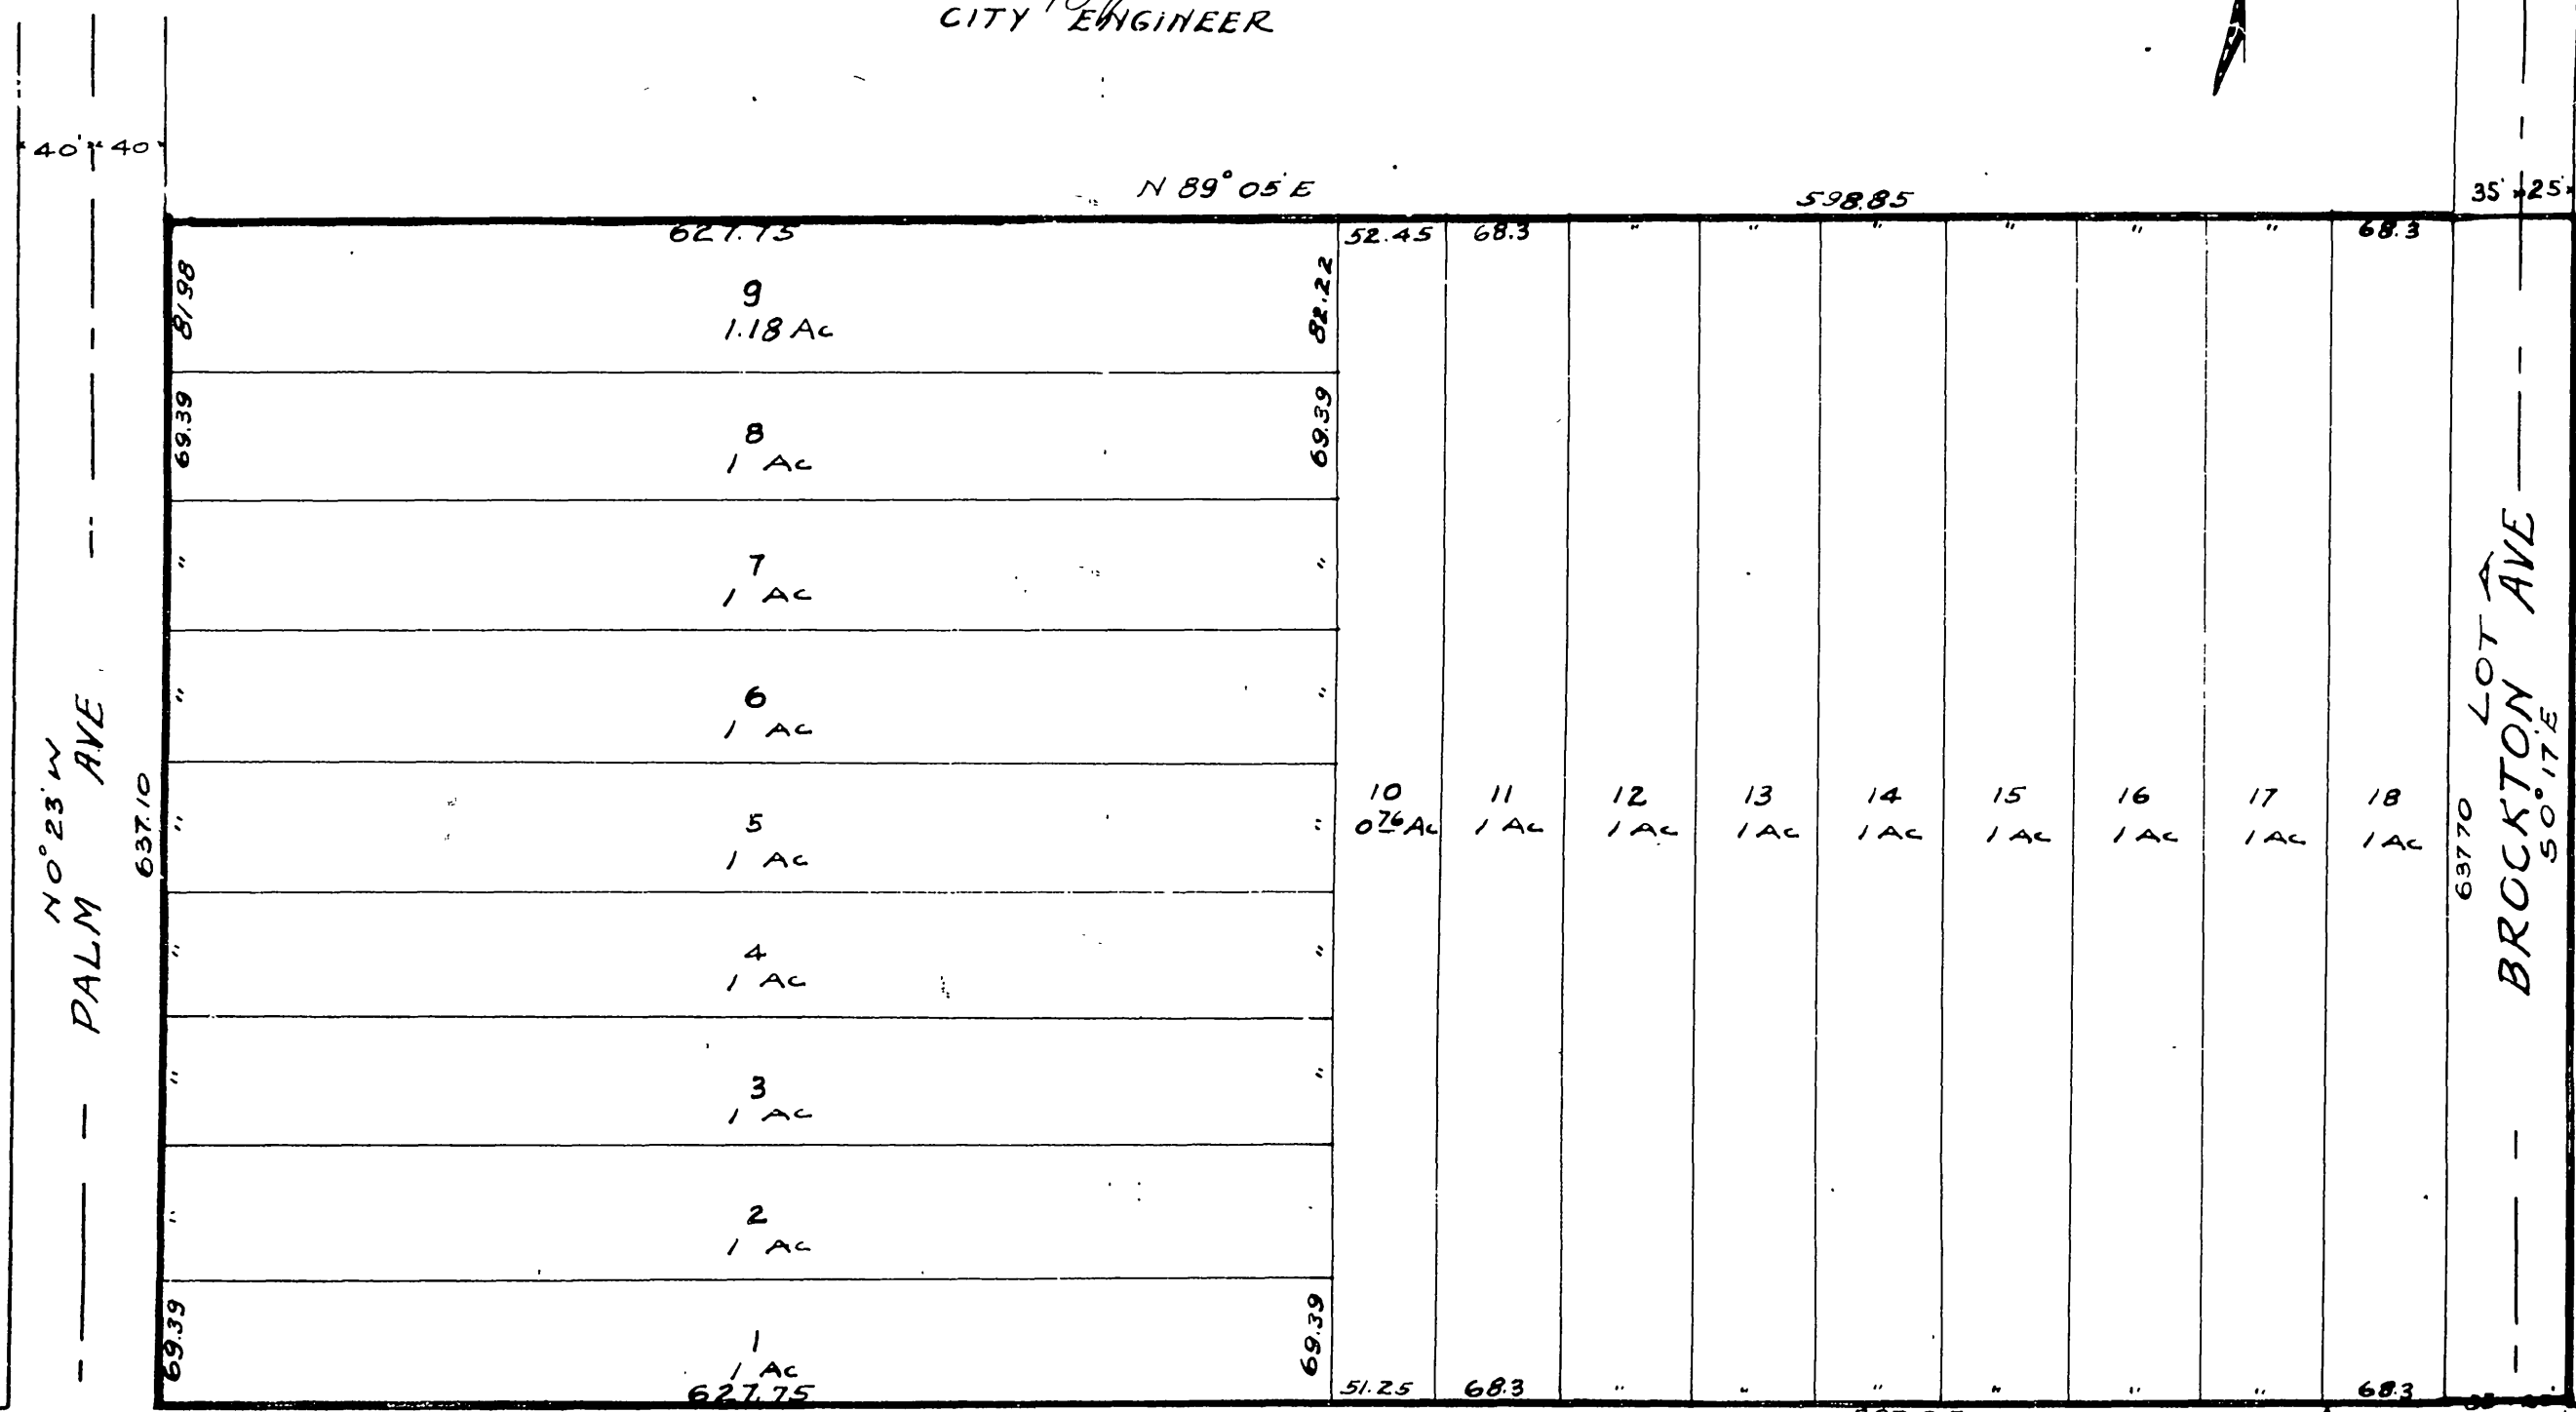 CITY ENGINEER
40' 40
N 89° 05' E
598.85
35' 25'
627.75
52.45 68.3 " " " " " " 68.3
81.98
9
1.18 Ac
82.22
69.39
8
1 Ac
69.39
"
7
1 Ac
"
"
6
1 Ac
"
"
5
1 Ac
"
"
4
1 Ac
"
"
3
1 Ac
"
"
2
1 Ac
69.39
1
1 Ac
69.39
627.75
N 0° 23' W
PALM AVE
637.10
10
0.76 Ac
11
1 Ac
12
1 Ac
13
1 Ac
14
1 Ac
15
1 Ac
16
1 Ac
17
1 Ac
18
1 Ac
637.70
LOT A
BROCKTON AVE
S 0° 17' E
51.25 68.3 " " " " " " 68.3